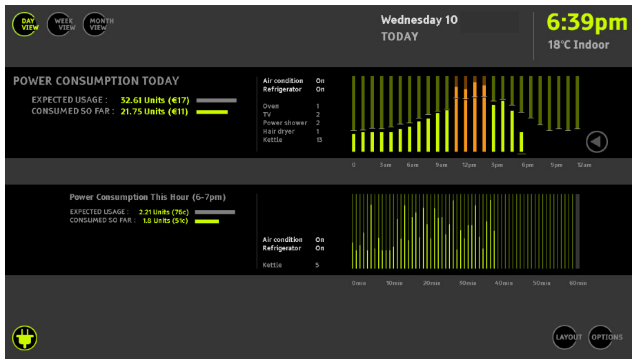 DAY VIEW
WEEK VIEW
MONTH VIEW
Wednesday 10
TODAY
6:39pm
18°C Indoor
POWER CONSUMPTION TODAY
EXPECTED USAGE : 32.61 Units (€17)
CONSUMED SO FAR : 21.75 Units (€11)
Air condition On
Refrigerator On
Oven 1
TV 2
Power shower 2
Hair dryer 1
Kettle 13
0 3am 6am 9am 12pm 3pm 6pm 9pm 12am
Power Consumption This Hour (6-7pm)
EXPECTED USAGE : 2.21 Units (76c)
CONSUMED SO FAR : 1.8 Units (51c)
Air condition On
Refrigerator On
Kettle 5
0min 10min 20min 30min 40min 50min 60min
LAYOUT
OPTIONS